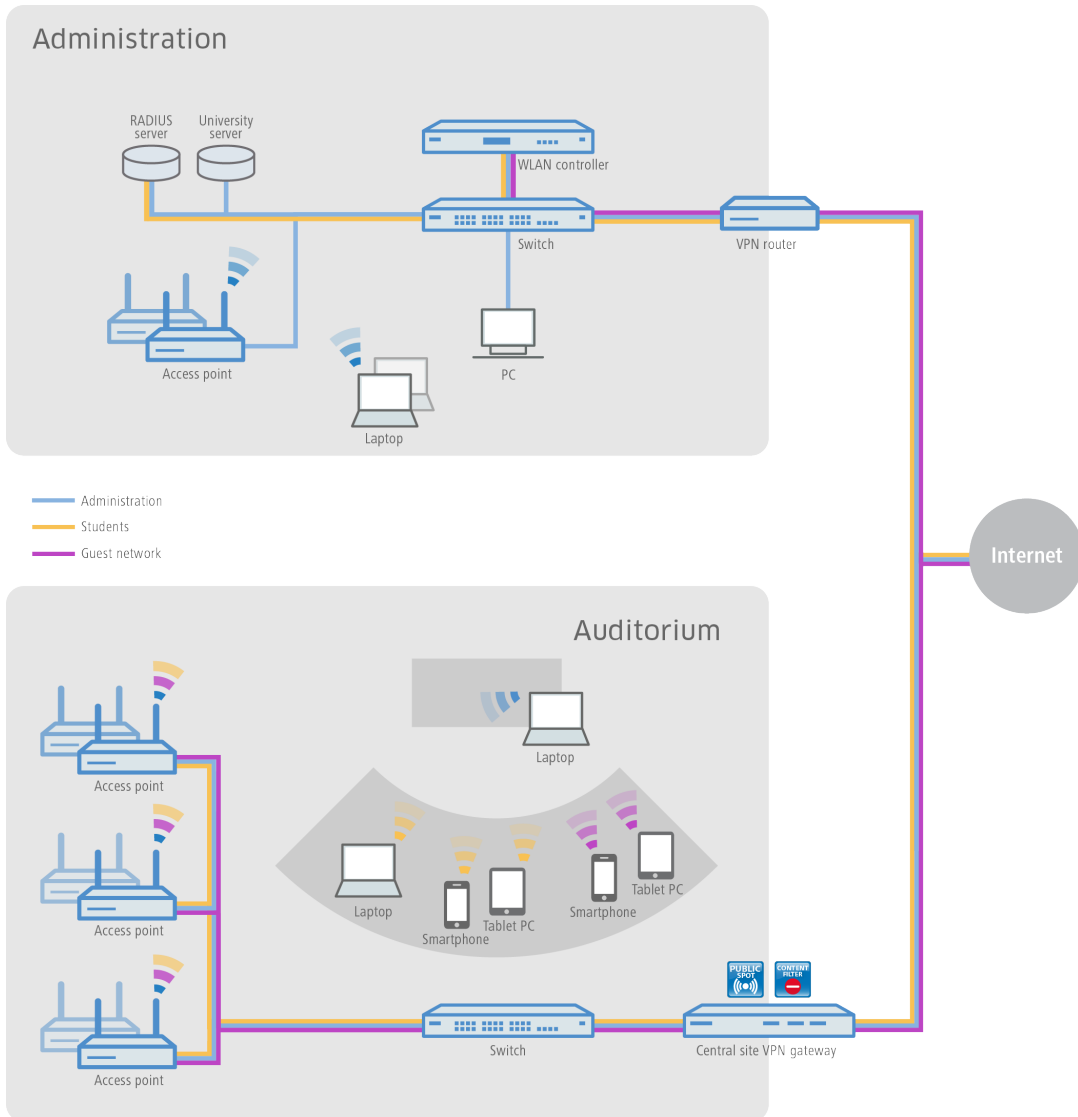 Administration
RADIUS
server
University
server
WLAN controller
Switch
VPN router
Access point
PC
Laptop
Administration
Students
Guest network
Internet
Auditorium
Laptop
Access point
Access point
Access point
Laptop
Smartphone
Tablet PC
Smartphone
Tablet PC
PUBLIC
SPOT
CONTENT
FILTER
Switch
Central site VPN gateway